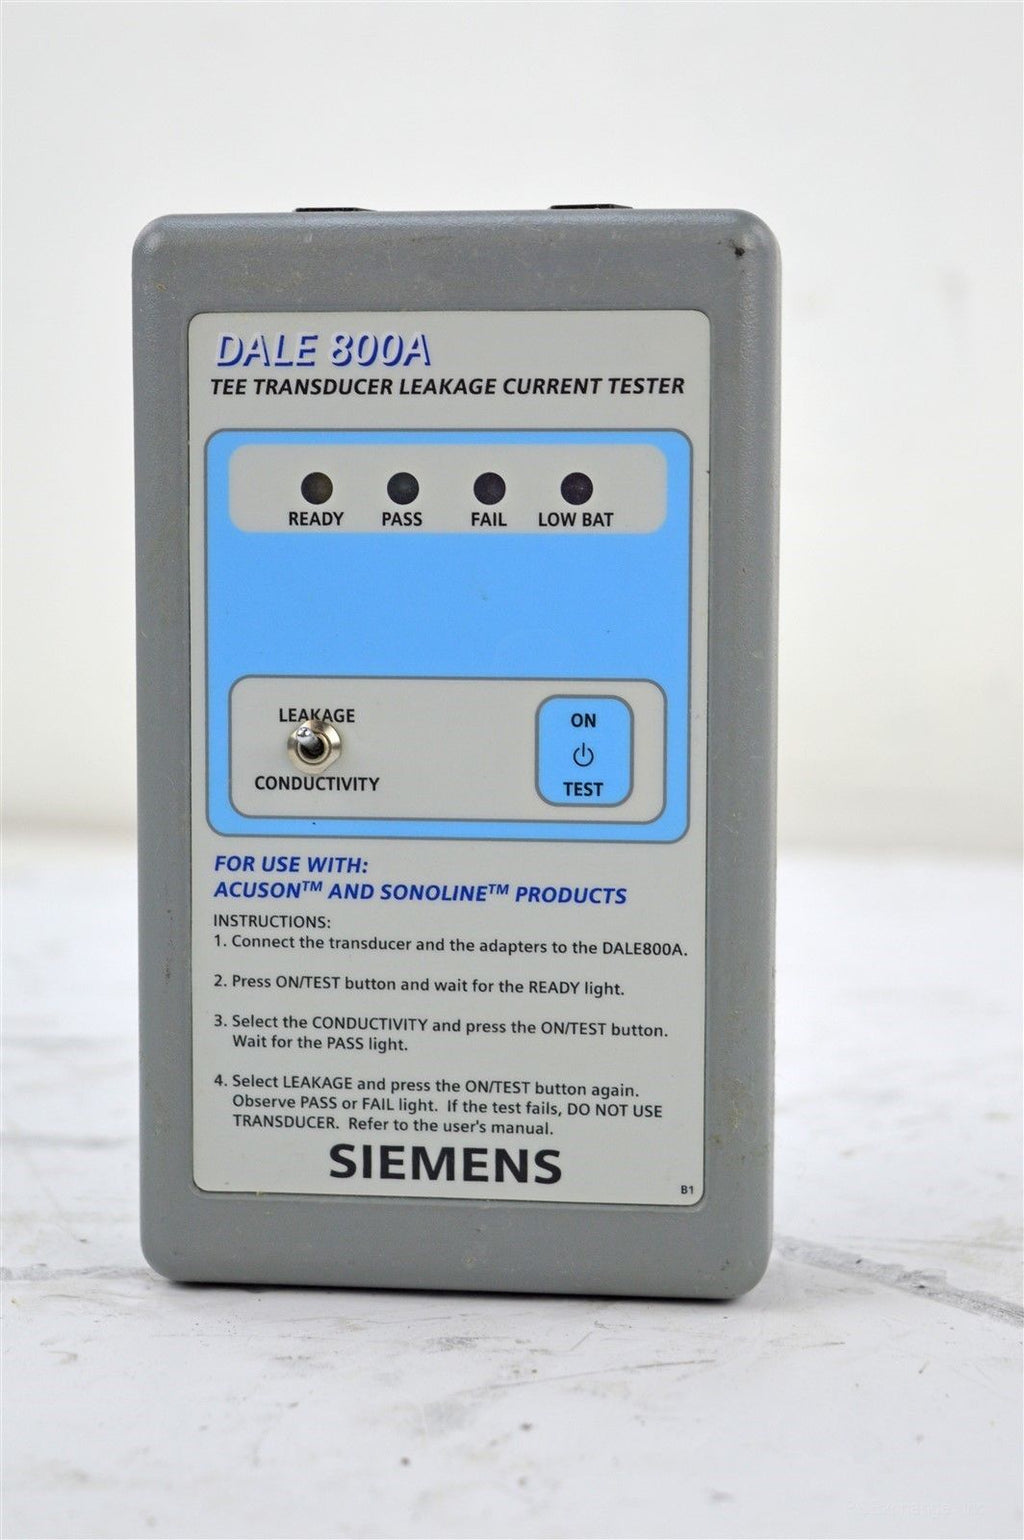 DALE 800A
TEE TRANSDUCER LEAKAGE CURRENT TESTER
READY PASS FAIL LOW BAT
LEAKAGE
CONDUCTIVITY
ON
TEST
FOR USE WITH:
ACUSON™ AND SONOLINE™ PRODUCTS
INSTRUCTIONS:
1. Connect the transducer and the adapters to the DALE800A.
2. Press ON/TEST button and wait for the READY light.
3. Select the CONDUCTIVITY and press the ON/TEST button.
Wait for the PASS light.
4. Select LEAKAGE and press the ON/TEST button again.
Observe PASS or FAIL light. If the test fails, DO NOT USE
TRANSDUCER. Refer to the user's manual.
SIEMENS
B1